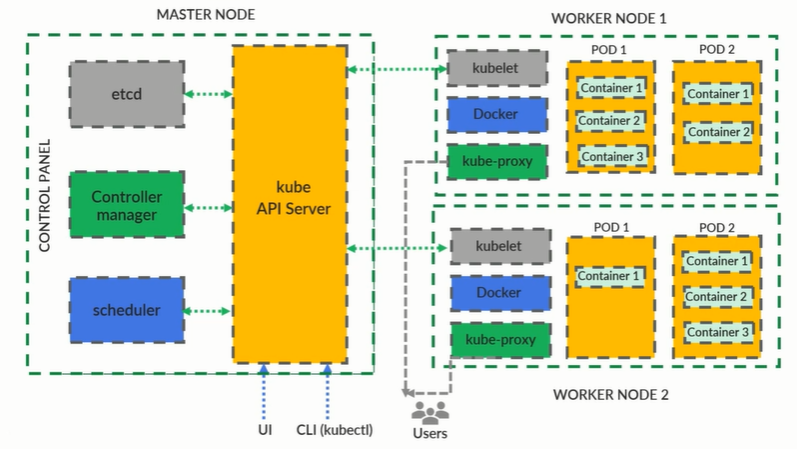 MASTER NODE
CONTROL PANEL
etcd
Controller
manager
scheduler
kube
API Server
UI
CLI (kubectl)
WORKER NODE 1
kubelet
Docker
kube-proxy
POD 1
Container 1
Container 2
Container 3
POD 2
Container 1
Container 2
kubelet
Docker
kube-proxy
POD 1
Container 1
POD 2
Container 1
Container 2
Container 3
WORKER NODE 2
Users